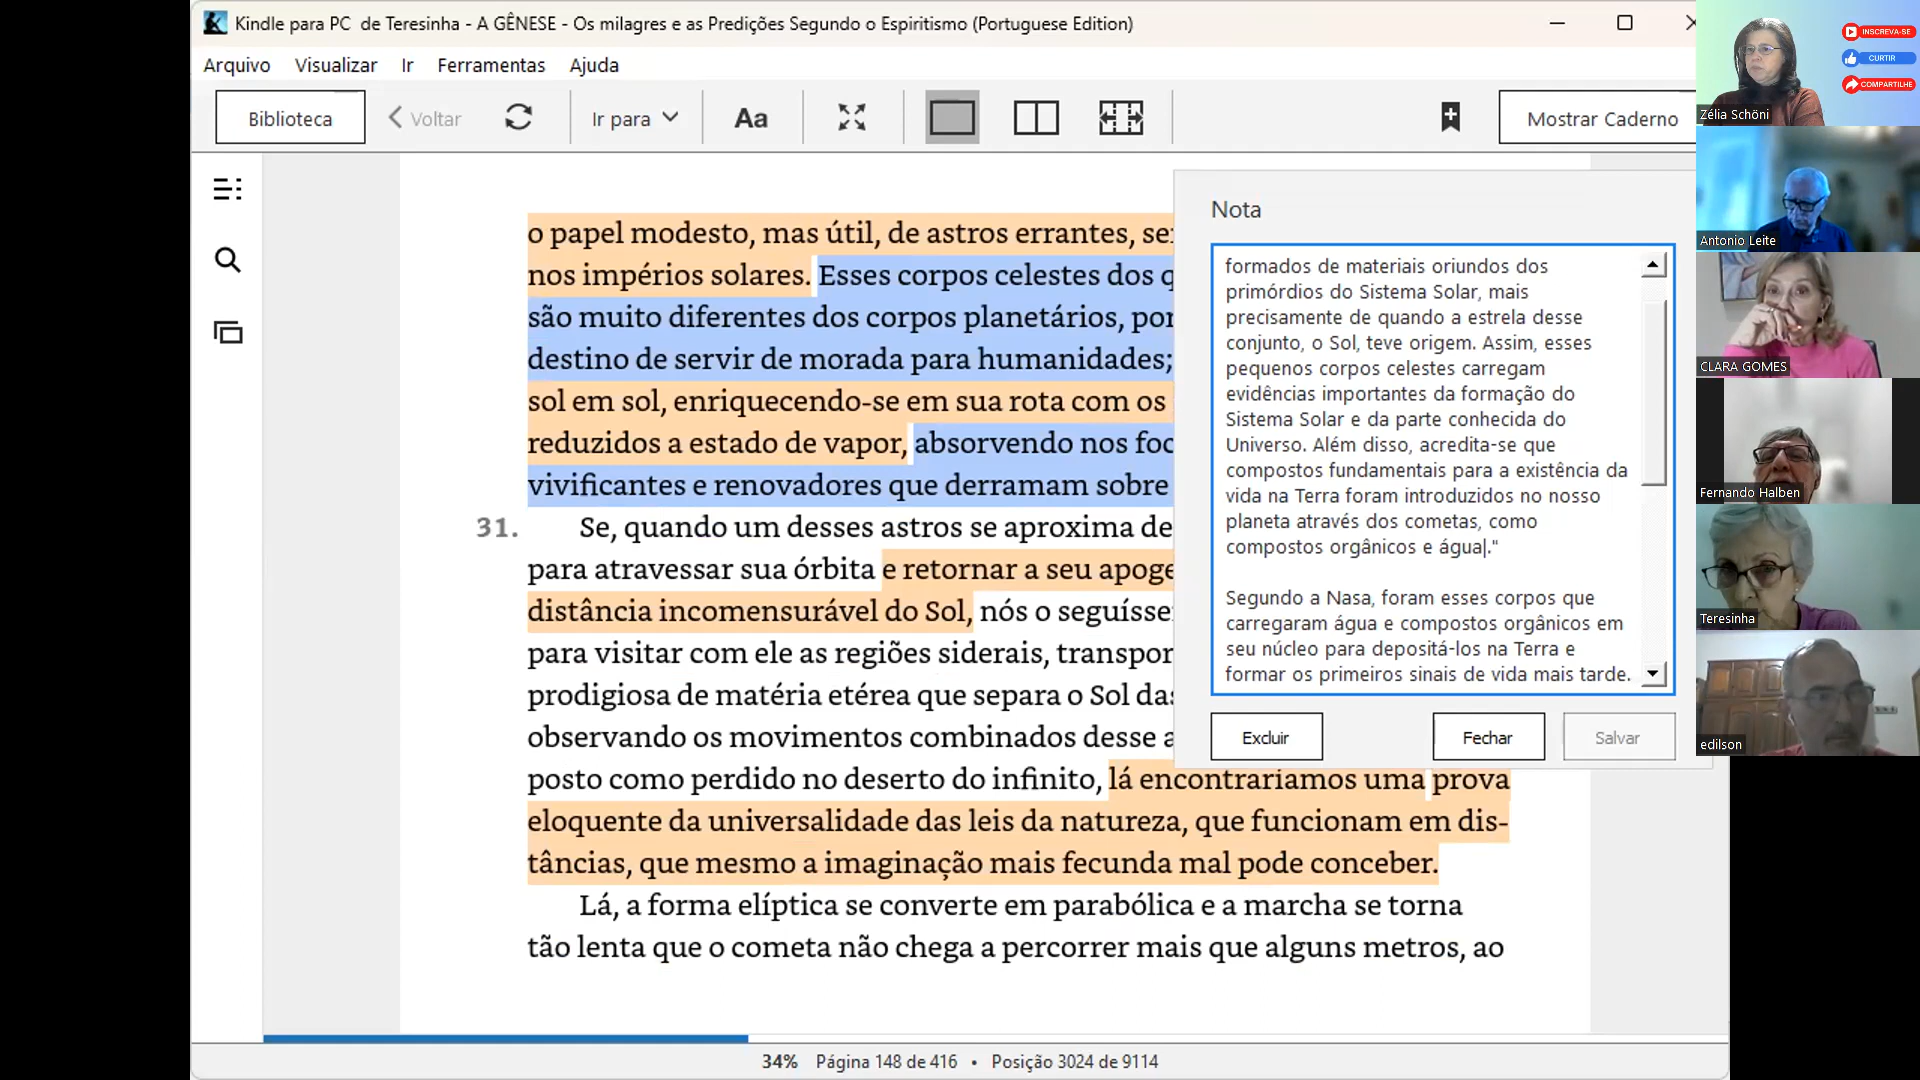 Kindle para PC de Teresinha - A GÊNESE - Os milagres e as Predições Segundo o Espiritismo (Portuguese Edition)
Arquivo Visualizar Ir Ferramentas Ajuda
Biblioteca Voltar Ir para Aa Mostrar Caderno
o papel modesto, mas útil, de astros errantes,
nos impérios solares. Esses corpos celestes dos
são muito diferentes dos corpos planetários,
destino de servir de morada para humanidades;
sol em sol, enriquecendo-se em sua rota com os
reduzidos a estado de vapor, absorvendo nos
vivificantes e renovadores que derramam sobre
31. Se, quando um desses astros se aproxima
para atravessar sua órbita e retornar a seu
distância incomensurável do Sol, nós o
para visitar com ele as regiões siderais,
prodigiosa de matéria etérea que separa o Sol
observando os movimentos combinados desse
posto como perdido no deserto do infinito, lá encontraríamos uma prova
eloquente da universalidade das leis da natureza, que funcionam em dis-
tâncias, que mesmo a imaginação mais fecunda mal pode conceber.
Lá, a forma elíptica se converte em parabólica e a marcha se torna
tão lenta que o cometa não chega a percorrer mais que alguns metros, ao
Nota
formados de materiais oriundos dos
primórdios do Sistema Solar, mais
precisamente de quando a estrela desse
conjunto, o Sol, teve origem. Assim, esses
pequenos corpos celestes carregam
evidências importantes da formação do
Sistema Solar e da parte conhecida do
Universo. Além disso, acredita-se que
compostos fundamentais para a existência da
vida na Terra foram introduzidos no nosso
planeta através dos cometas, como
compostos orgânicos e água."
Segundo a Nasa, foram esses corpos que
carregaram água e compostos orgânicos em
seu núcleo para depositá-los na Terra e
formar os primeiros sinais de vida mais tarde.
Excluir Fechar Salvar
34% Página 148 de 416 • Posição 3024 de 9114
INSCREVA-SE
CURTIR
COMPARTILHE
Zélia Schöni
Antonio Leite
CLARA GOMES
Fernando Halben
Teresinha
edilson